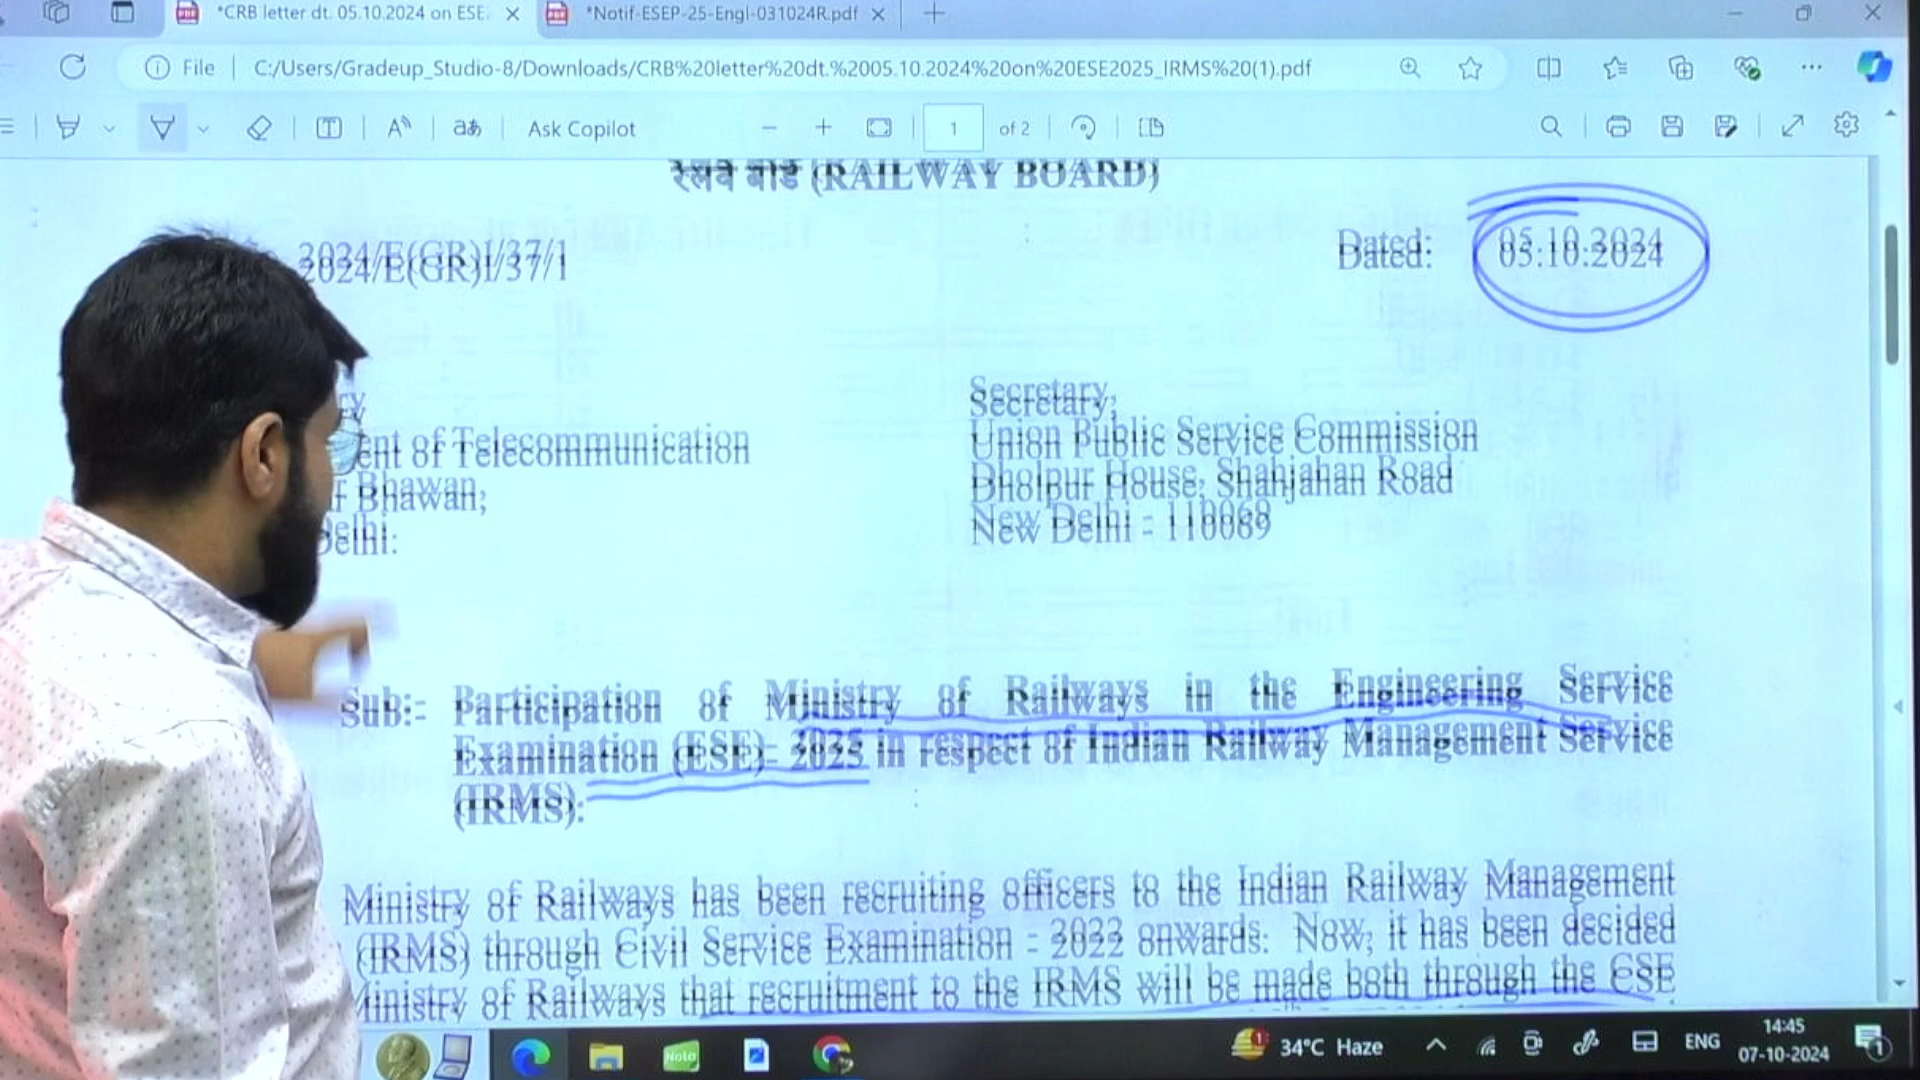 *CRB letter dt. 05.10.2024 on ESE
*Notif-ESEP-25-Engl-031024R.pdf
File
C:/Users/Gradeup_Studio-8/Downloads/CRB%20letter%20dt.%2005.10.2024%20on%20ESE2025_IRMS%20(1).pdf
Ask Copilot
1 of 2
रेलवे बोर्ड (RAILWAY BOARD)
2024/E(GR)I/37/1
Dated: 05.10.2024
Secretary,
ent of Telecommunication
Union Public Service Commission
Bhawan,
Dholpur House, Shahjahan Road
Delhi.
New Delhi - 110069
Sub:- Participation of Ministry of Railways in the Engineering Service
Examination (ESE)- 2025 in respect of Indian Railway Management Service
(IRMS).
Ministry of Railways has been recruiting officers to the Indian Railway Management
(IRMS) through Civil Service Examination - 2022 onwards. Now, it has been decided
Ministry of Railways that recruitment to the IRMS will be made both through the CSE
Note
34°C Haze
ENG
14:45
07-10-2024